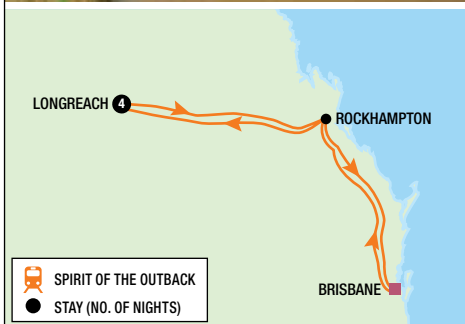 LONGREACH 4
ROCKHAMPTON
BRISBANE
SPIRIT OF THE OUTBACK
STAY (NO. OF NIGHTS)